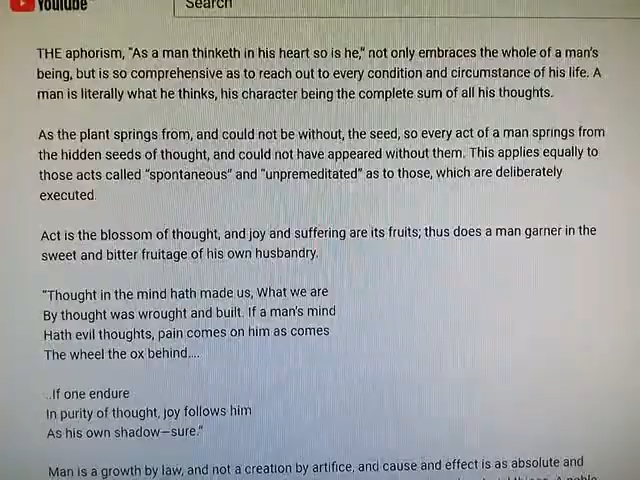 YouTube
Search
THE aphorism, "As a man thinketh in his heart so is he," not only embraces the whole of a man's
being, but is so comprehensive as to reach out to every condition and circumstance of his life. A
man is literally what he thinks, his character being the complete sum of all his thoughts.
As the plant springs from, and could not be without, the seed, so every act of a man springs from
the hidden seeds of thought, and could not have appeared without them. This applies equally to
those acts called "spontaneous" and "unpremeditated" as to those, which are deliberately
executed.
Act is the blossom of thought, and joy and suffering are its fruits; thus does a man garner in the
sweet and bitter fruitage of his own husbandry.
"Thought in the mind hath made us, What we are
By thought was wrought and built. If a man's mind
Hath evil thoughts, pain comes on him as comes
The wheel the ox behind....
..If one endure
In purity of thought, joy follows him
As his own shadow—sure."
Man is a growth by law, and not a creation by artifice, and cause and effect is as absolute and